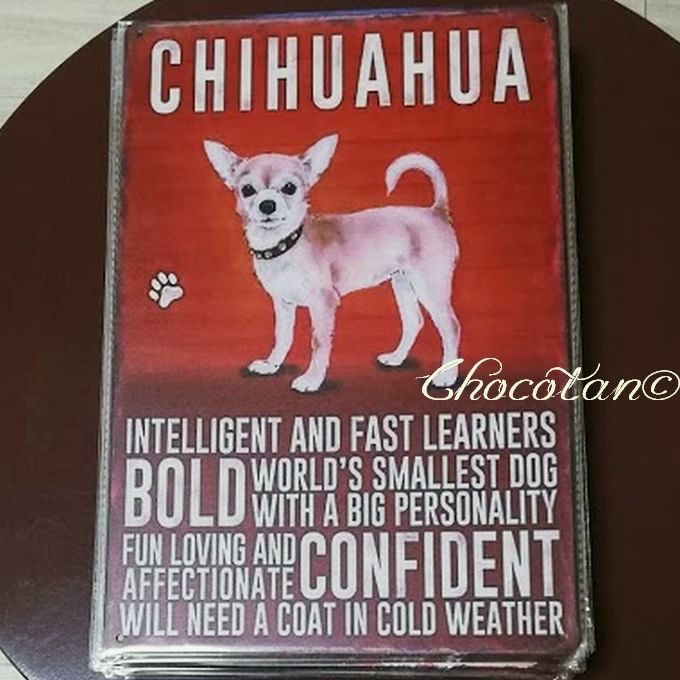 CHIHUAHUA
Chocotan©
INTELLIGENT AND FAST LEARNERS
BOLD
WORLD'S SMALLEST DOG
WITH A BIG PERSONALITY
FUN LOVING AND
AFFECTIONATE
CONFIDENT
WILL NEED A COAT IN COLD WEATHER